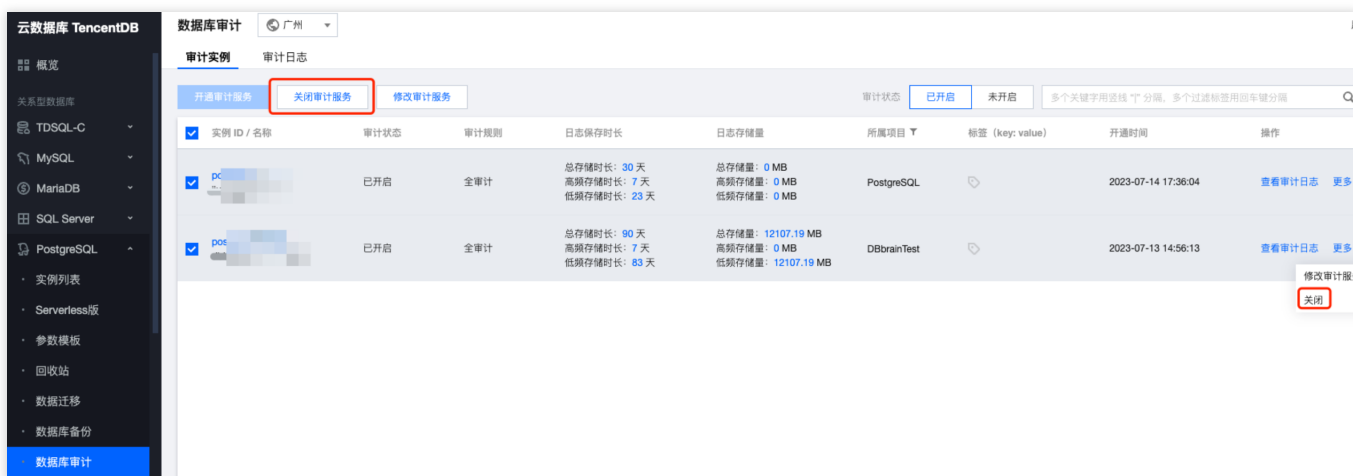 云数据库 TencentDB
概览
关系型数据库
TDSQL-C
MySQL
MariaDB
SQL Server
PostgreSQL
实例列表
Serverless版
参数模板
回收站
数据迁移
数据库备份
数据库审计
数据库审计 广州
审计实例 审计日志
开通审计服务 关闭审计服务 修改审计服务 审计状态 已开启 未开启 多个关键字用竖线 "|" 分隔，多个过滤标签用回车键分隔
实例 ID / 名称 审计状态 审计规则 日志保存时长 日志存储量 所属项目 标签（key: value） 开通时间 操作
总存储时长：30 天 总存储量：0 MB
已开启 全审计 高频存储时长：7 天 高频存储量：0 MB PostgreSQL 2023-07-14 17:36:04 查看审计日志 更多
低频存储时长：23 天 低频存储量：0 MB
总存储时长：90 天 总存储量：12107.19 MB
pos 已开启 全审计 高频存储时长：7 天 高频存储量：0 MB DBbrainTest 2023-07-13 14:56:13 查看审计日志 更多
低频存储时长：83 天 低频存储量：12107.19 MB
修改审计服
关闭